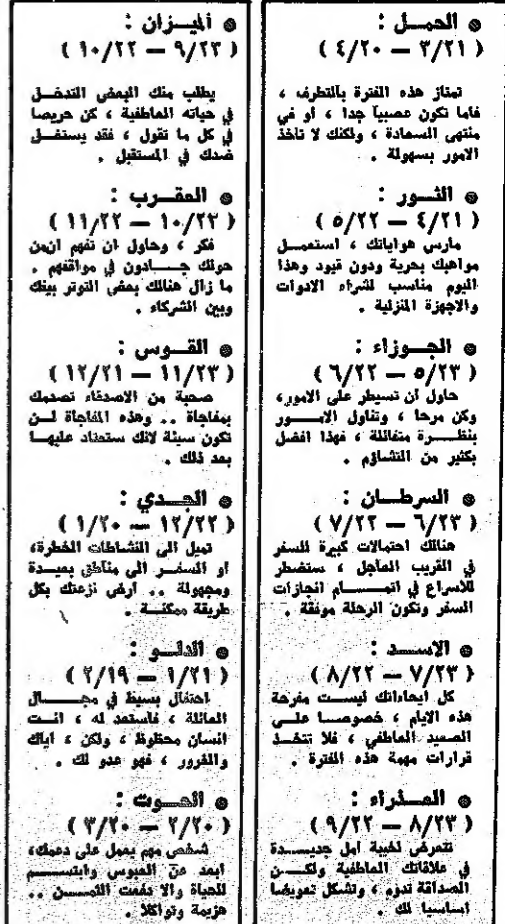 ● الحمل :
( ٣/٢١ — ٤/٢٠ )
تمتاز هذه الفترة بالتطرف ،
فاما تكون عصبيا جدا ، أو في
منتهى السعادة ، ولكنك لا تاخذ
الامور بسهولة .
● الثور :
( ٤/٢١ — ٥/٢٢ )
مارس هواياتك ، استعمل
مواهبك بحرية ودون قيود وهذا
اليوم مناسب لشراء الادوات
والاجهزة المنزلية .
● الجوزاء :
( ٥/٢٣ — ٦/٢٢ )
حاول أن تسيطر على الامور،
وكن مرحا ، وتناول الامور
بنظرة متفائلة ، فهذا افضل
بكثير من التشاؤم .
● السرطان :
( ٦/٢٣ — ٧/٢٢ )
هنالك احتمالات كبيرة للسفر
في القريب العاجل ، ستضطر
للاسراع في اتمام انجازات
السفر وتكون الرحلة موفقة .
● الاسد :
( ٧/٢٣ — ٨/٢٢ )
كل ايحاءاتك ليست مفرحة
هذه الايام ، خصوصا على
الصعيد العاطفي ، فلا تتخذ
قرارات مهمة هذه الفترة .
● العذراء :
( ٨/٢٣ — ٩/٢٢ )
تتعرض لخيبة امل جديدة
في علاقاتك العاطفية ولكن
الصداقة تدوم ، وتشكل تعويضا
اساسيا لك .
● الميزان :
( ٩/٢٣ — ١٠/٢٢ )
يطلب منك البعض التدخل
في حياته العاطفية ، كن حريصا
في كل ما تقول ، فقد يستغل
ضدك في المستقبل .
● العقرب :
( ١٠/٢٣ — ١١/٢٢ )
فكر ، وحاول ان تفهم ان من
حولك جادون في مواقفهم .
ما زال هنالك بعض التوتر بينك
وبين الشركاء .
● القوس :
( ١١/٢٣ — ١٢/٢١ )
صحبة من الاصدقاء تصدمك
بمفاجاة .. وهذه المفاجاة لن
تكون سيئة لانك ستعتاد عليها
بعد ذلك .
● الجدي :
( ١٢/٢٢ — ١/٢٠ )
تميل الى النشاطات الخطرة،
او السفر الى مناطق بعيدة
ومجهولة .. ارض نزعتك بكل
طريقة ممكنة .
● الدلو :
( ١/٢١ — ٢/١٩ )
احتفال بسيط في مجال
العائلة ، فاستعد له ، انت
انسان محظوظ ، ولكن ، اياك
والغرور ، فهو عدو لك .
● الحوت :
( ٢/٢٠ — ٣/٢٠ )
شخص مهم يعمل على دعمك،
ابعد عن العبوس وابتسم
للحياة والا دفعت الثمن ..
هزيمة وتواكلا .